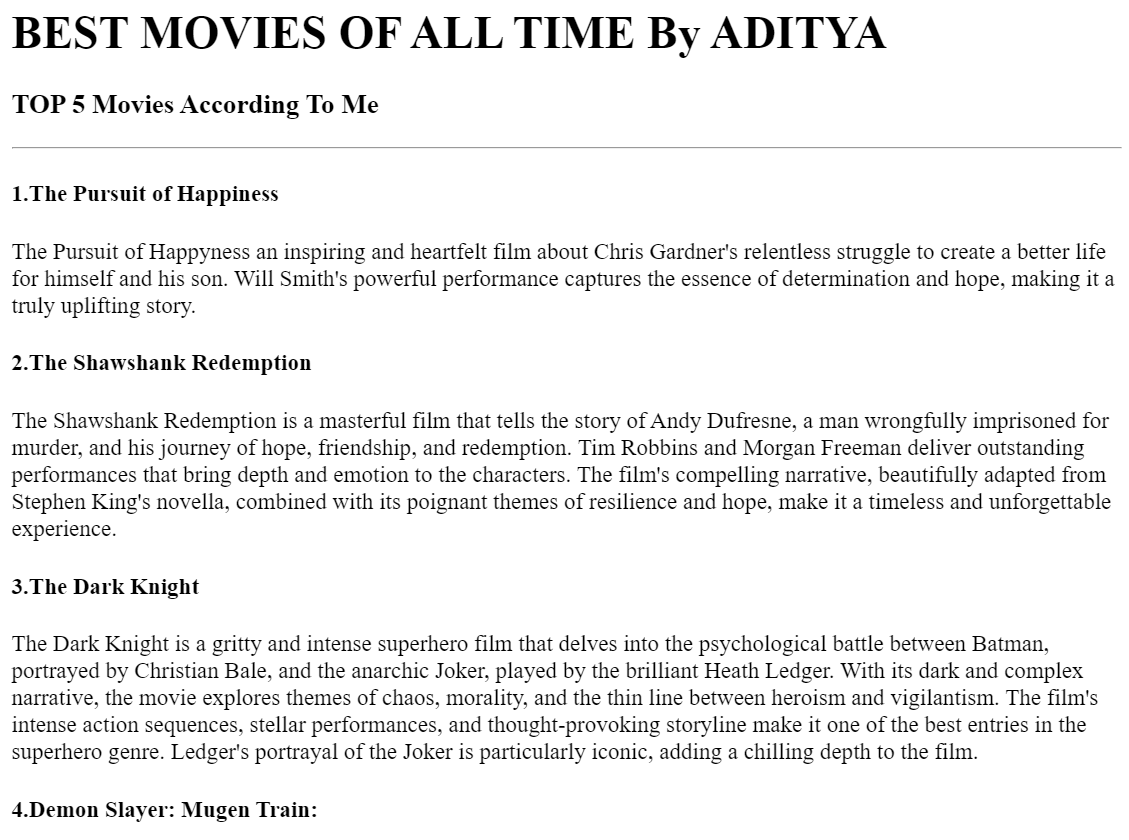 BEST MOVIES OF ALL TIME By ADITYA
TOP 5 Movies According To Me
1.The Pursuit of Happiness
The Pursuit of Happyness an inspiring and heartfelt film about Chris Gardner's relentless struggle to create a better life
for himself and his son. Will Smith's powerful performance captures the essence of determination and hope, making it a
truly uplifting story.
2.The Shawshank Redemption
The Shawshank Redemption is a masterful film that tells the story of Andy Dufresne, a man wrongfully imprisoned for
murder, and his journey of hope, friendship, and redemption. Tim Robbins and Morgan Freeman deliver outstanding
performances that bring depth and emotion to the characters. The film's compelling narrative, beautifully adapted from
Stephen King's novella, combined with its poignant themes of resilience and hope, make it a timeless and unforgettable
experience.
3.The Dark Knight
The Dark Knight is a gritty and intense superhero film that delves into the psychological battle between Batman,
portrayed by Christian Bale, and the anarchic Joker, played by the brilliant Heath Ledger. With its dark and complex
narrative, the movie explores themes of chaos, morality, and the thin line between heroism and vigilantism. The film's
intense action sequences, stellar performances, and thought-provoking storyline make it one of the best entries in the
superhero genre. Ledger's portrayal of the Joker is particularly iconic, adding a chilling depth to the film.
4.Demon Slayer: Mugen Train: